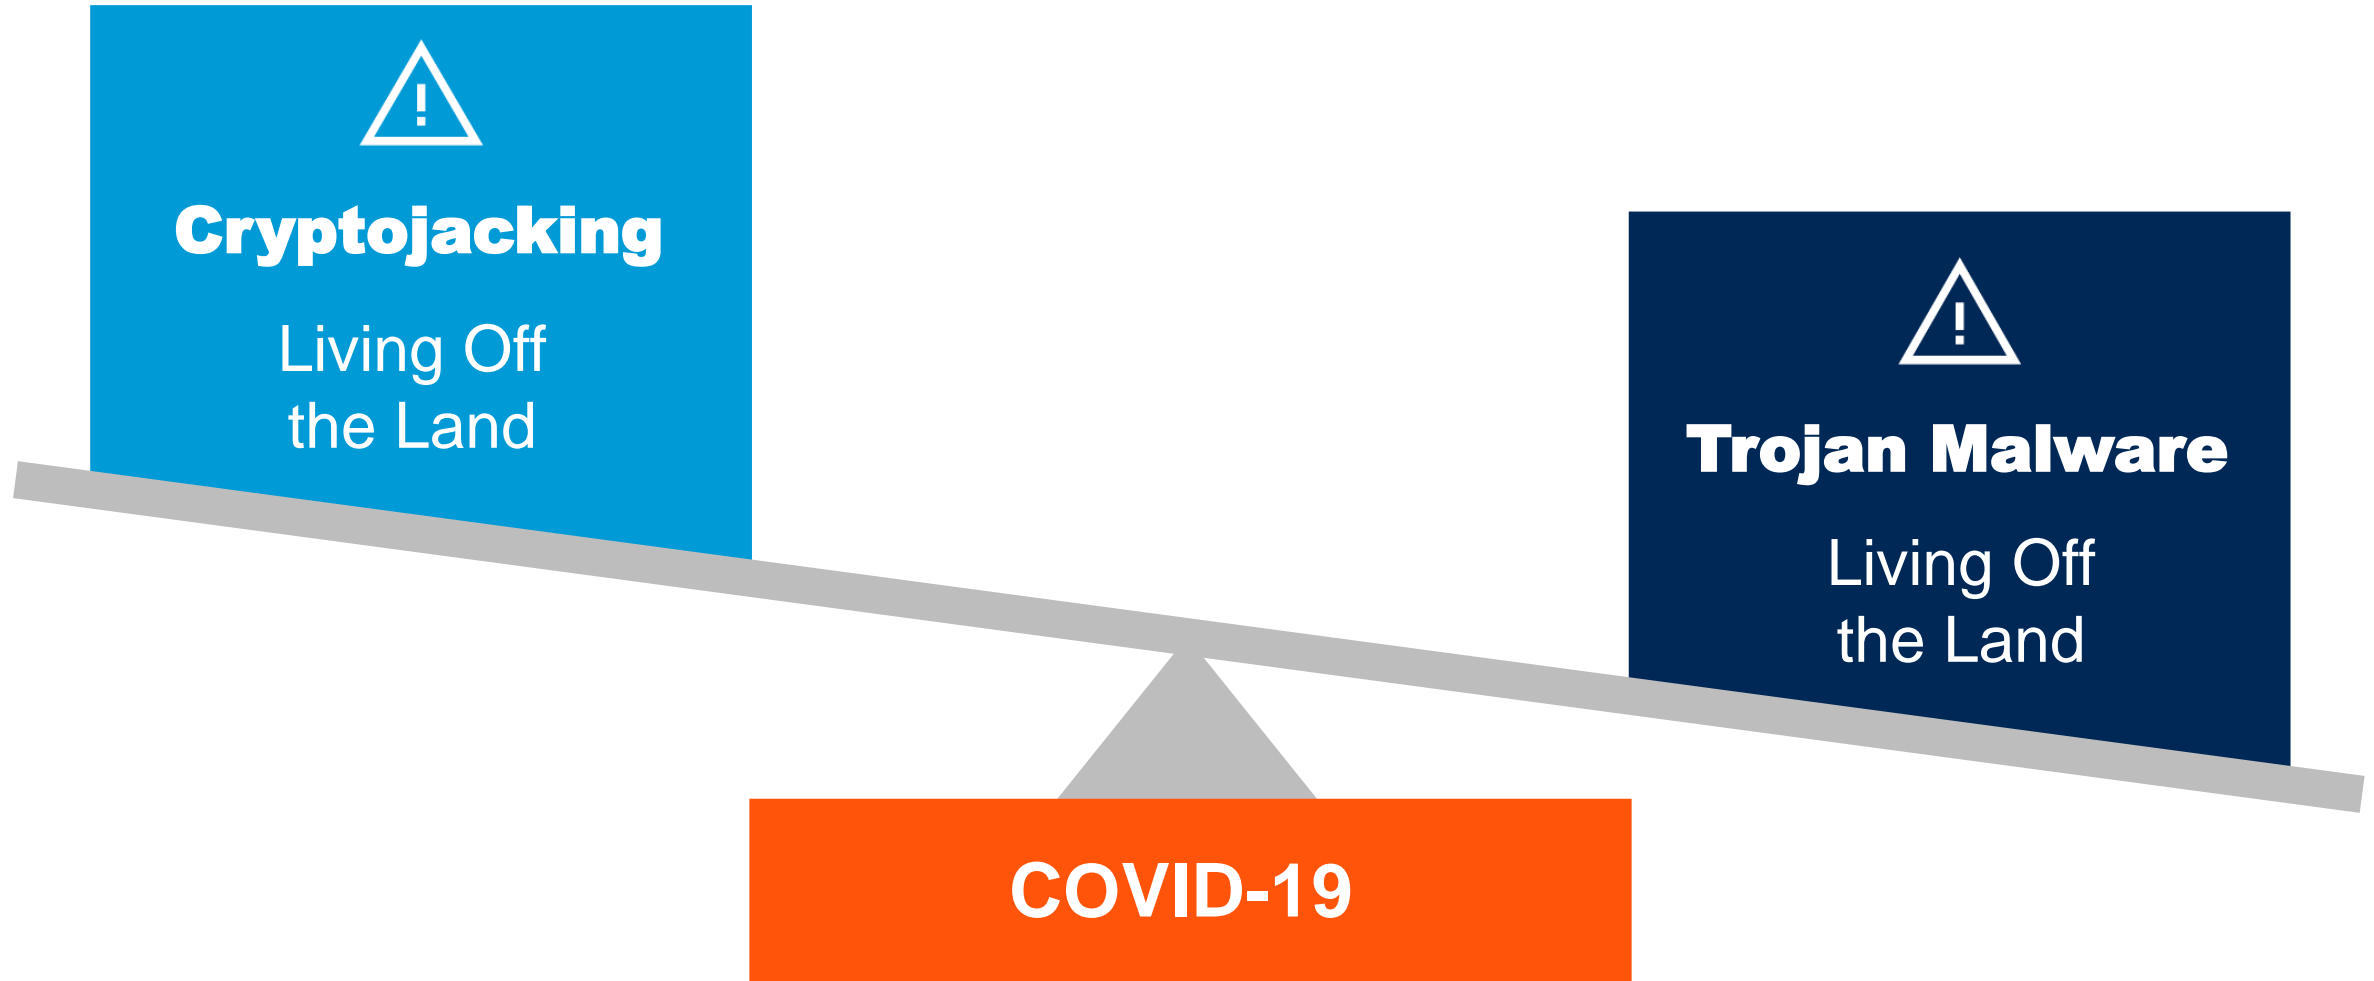 Cryptojacking
Living Off
the Land
Trojan Malware
Living Off
the Land
COVID-19